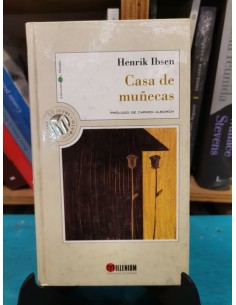 Henrik Ibsen
Casa de
muñecas
PRÓLOGO DE CARMEN ALBORCH
MILLENIUM
Stevens